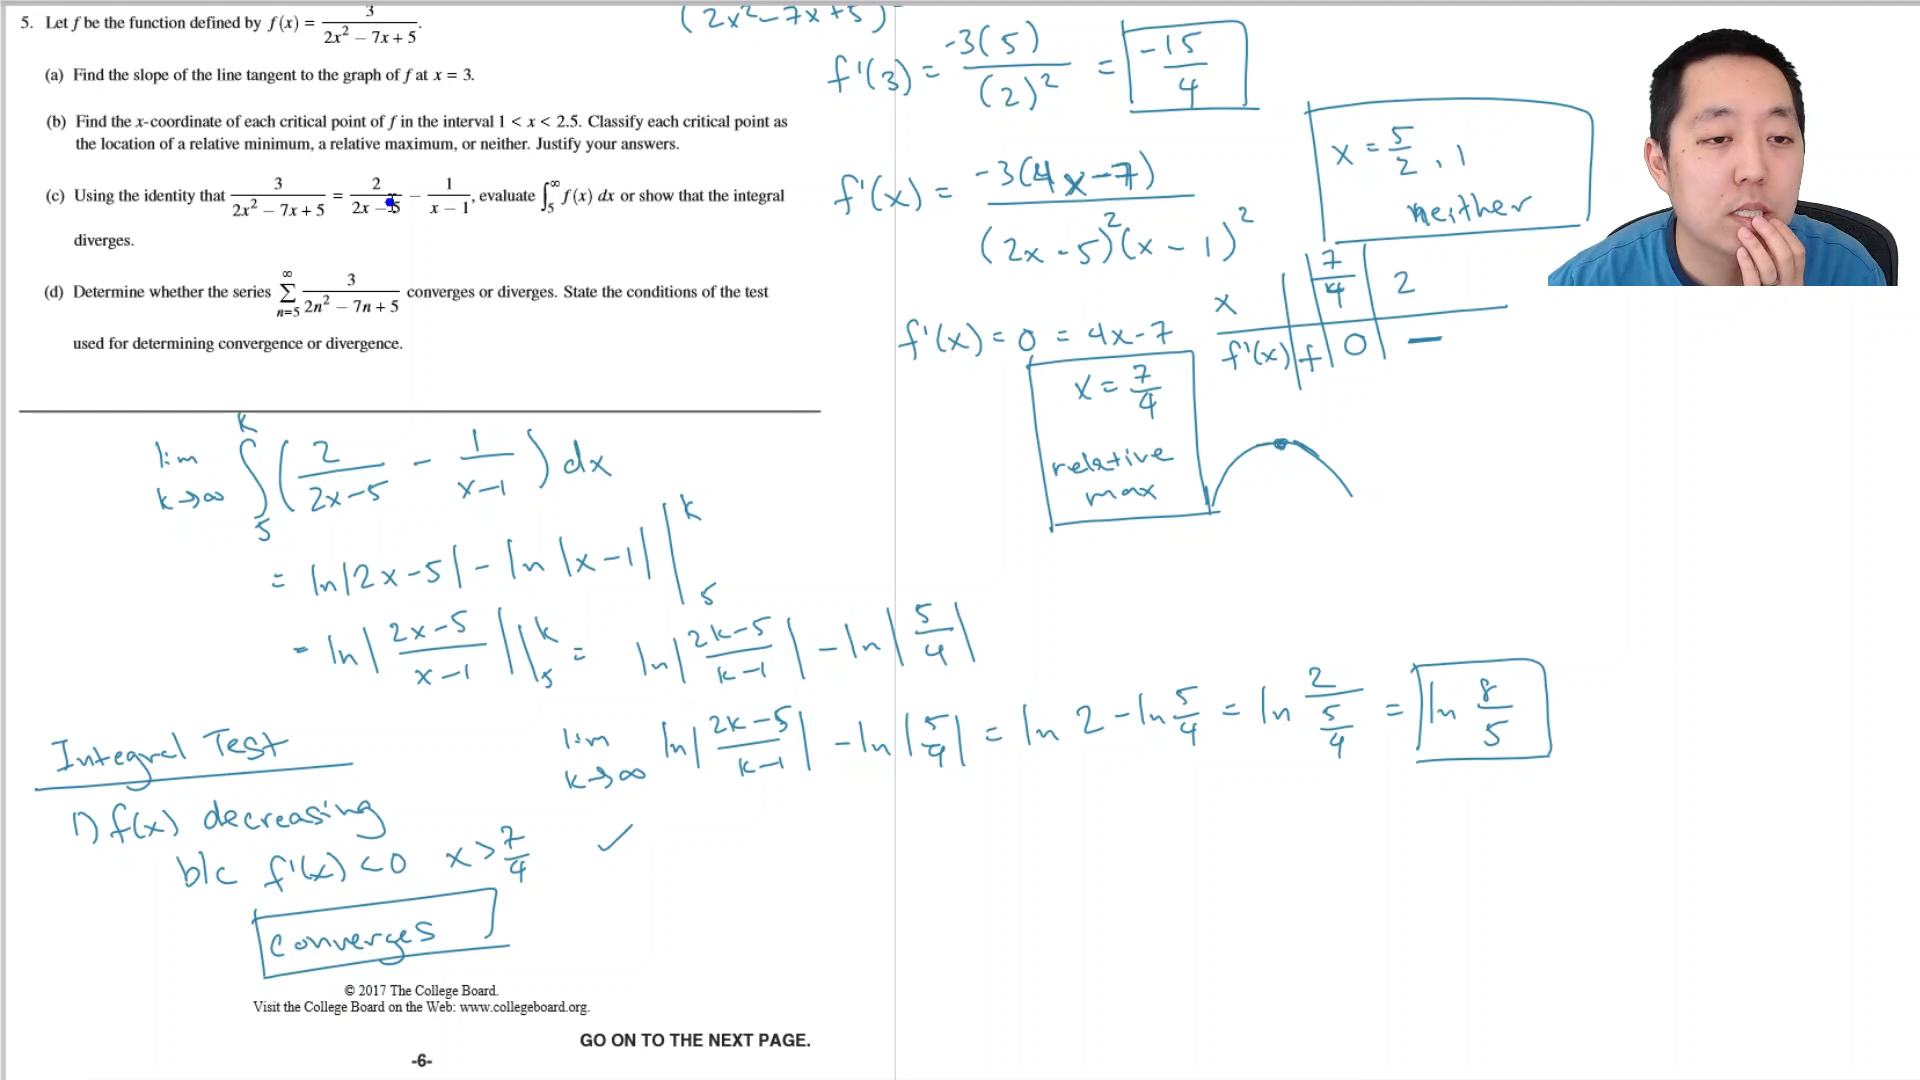 5. Let f be the function defined by f(x) = 3/(2x² − 7x + 5).
(a) Find the slope of the line tangent to the graph of f at x = 3.
(b) Find the x-coordinate of each critical point of f in the interval 1 < x < 2.5. Classify each critical point as
the location of a relative minimum, a relative maximum, or neither. Justify your answers.
(c) Using the identity that 3/(2x² − 7x + 5) = 2/(2x − 5) − 1/(x − 1), evaluate ∫₅^∞ f(x) dx or show that the integral
diverges.
(d) Determine whether the series ∑_{n=5}^∞ 3/(2n² − 7n + 5) converges or diverges. State the conditions of the test
used for determining convergence or divergence.
lim k→∞ ∫₅^k (2/(2x−5) − 1/(x−1)) dx
= ln|2x−5| − ln|x−1| |₅^k
= ln|(2x−5)/(x−1)| |₅^k = ln|(2k−5)/(k−1)| − ln|5/4|
lim k→∞ ln|(2k−5)/(k−1)| − ln|5/4| = ln 2 − ln 5/4 = ln 2/(5/4) = ln 8/5
Integral Test
1) f(x) decreasing
b/c f'(x) <0 x > 7/4 ✓
Converges
© 2017 The College Board.
Visit the College Board on the Web: www.collegeboard.org.
GO ON TO THE NEXT PAGE.
-6-
(2x² − 7x + 5)
f'(3) = −3(5)/(2)² = −15/4
f'(x) = −3(4x−7)/((2x−5)²(x−1)²)
x = 5/2, 1
neither
x | | 7/4 | 2
f'(x) | + | 0 | −
f'(x) = 0 = 4x−7
x = 7/4
relative
max